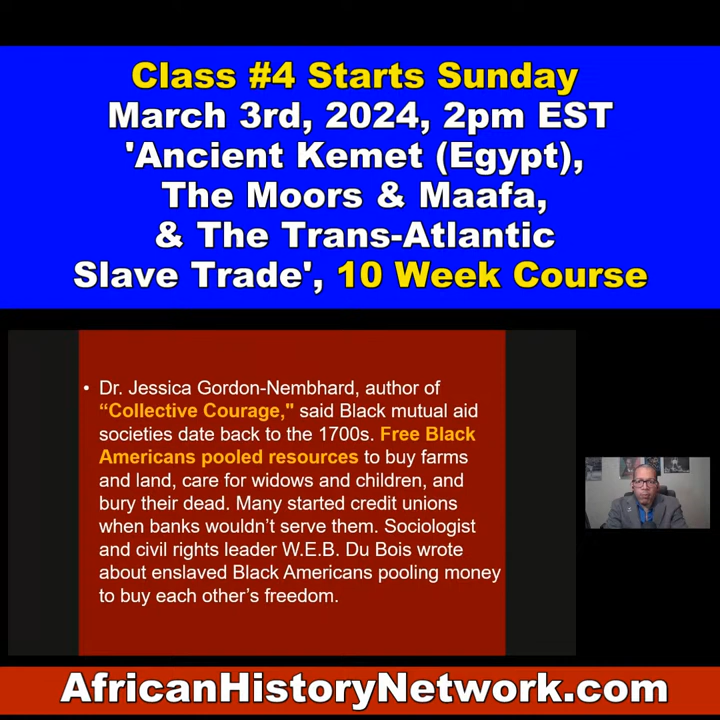 Class #4 Starts Sunday
March 3rd, 2024, 2pm EST
'Ancient Kemet (Egypt),
The Moors & Maafa,
& The Trans-Atlantic
Slave Trade', 10 Week Course
• Dr. Jessica Gordon-Nembhard, author of
“Collective Courage," said Black mutual aid
societies date back to the 1700s. Free Black
Americans pooled resources to buy farms
and land, care for widows and children, and
bury their dead. Many started credit unions
when banks wouldn’t serve them. Sociologist
and civil rights leader W.E.B. Du Bois wrote
about enslaved Black Americans pooling money
to buy each other’s freedom.
AfricanHistoryNetwork.com